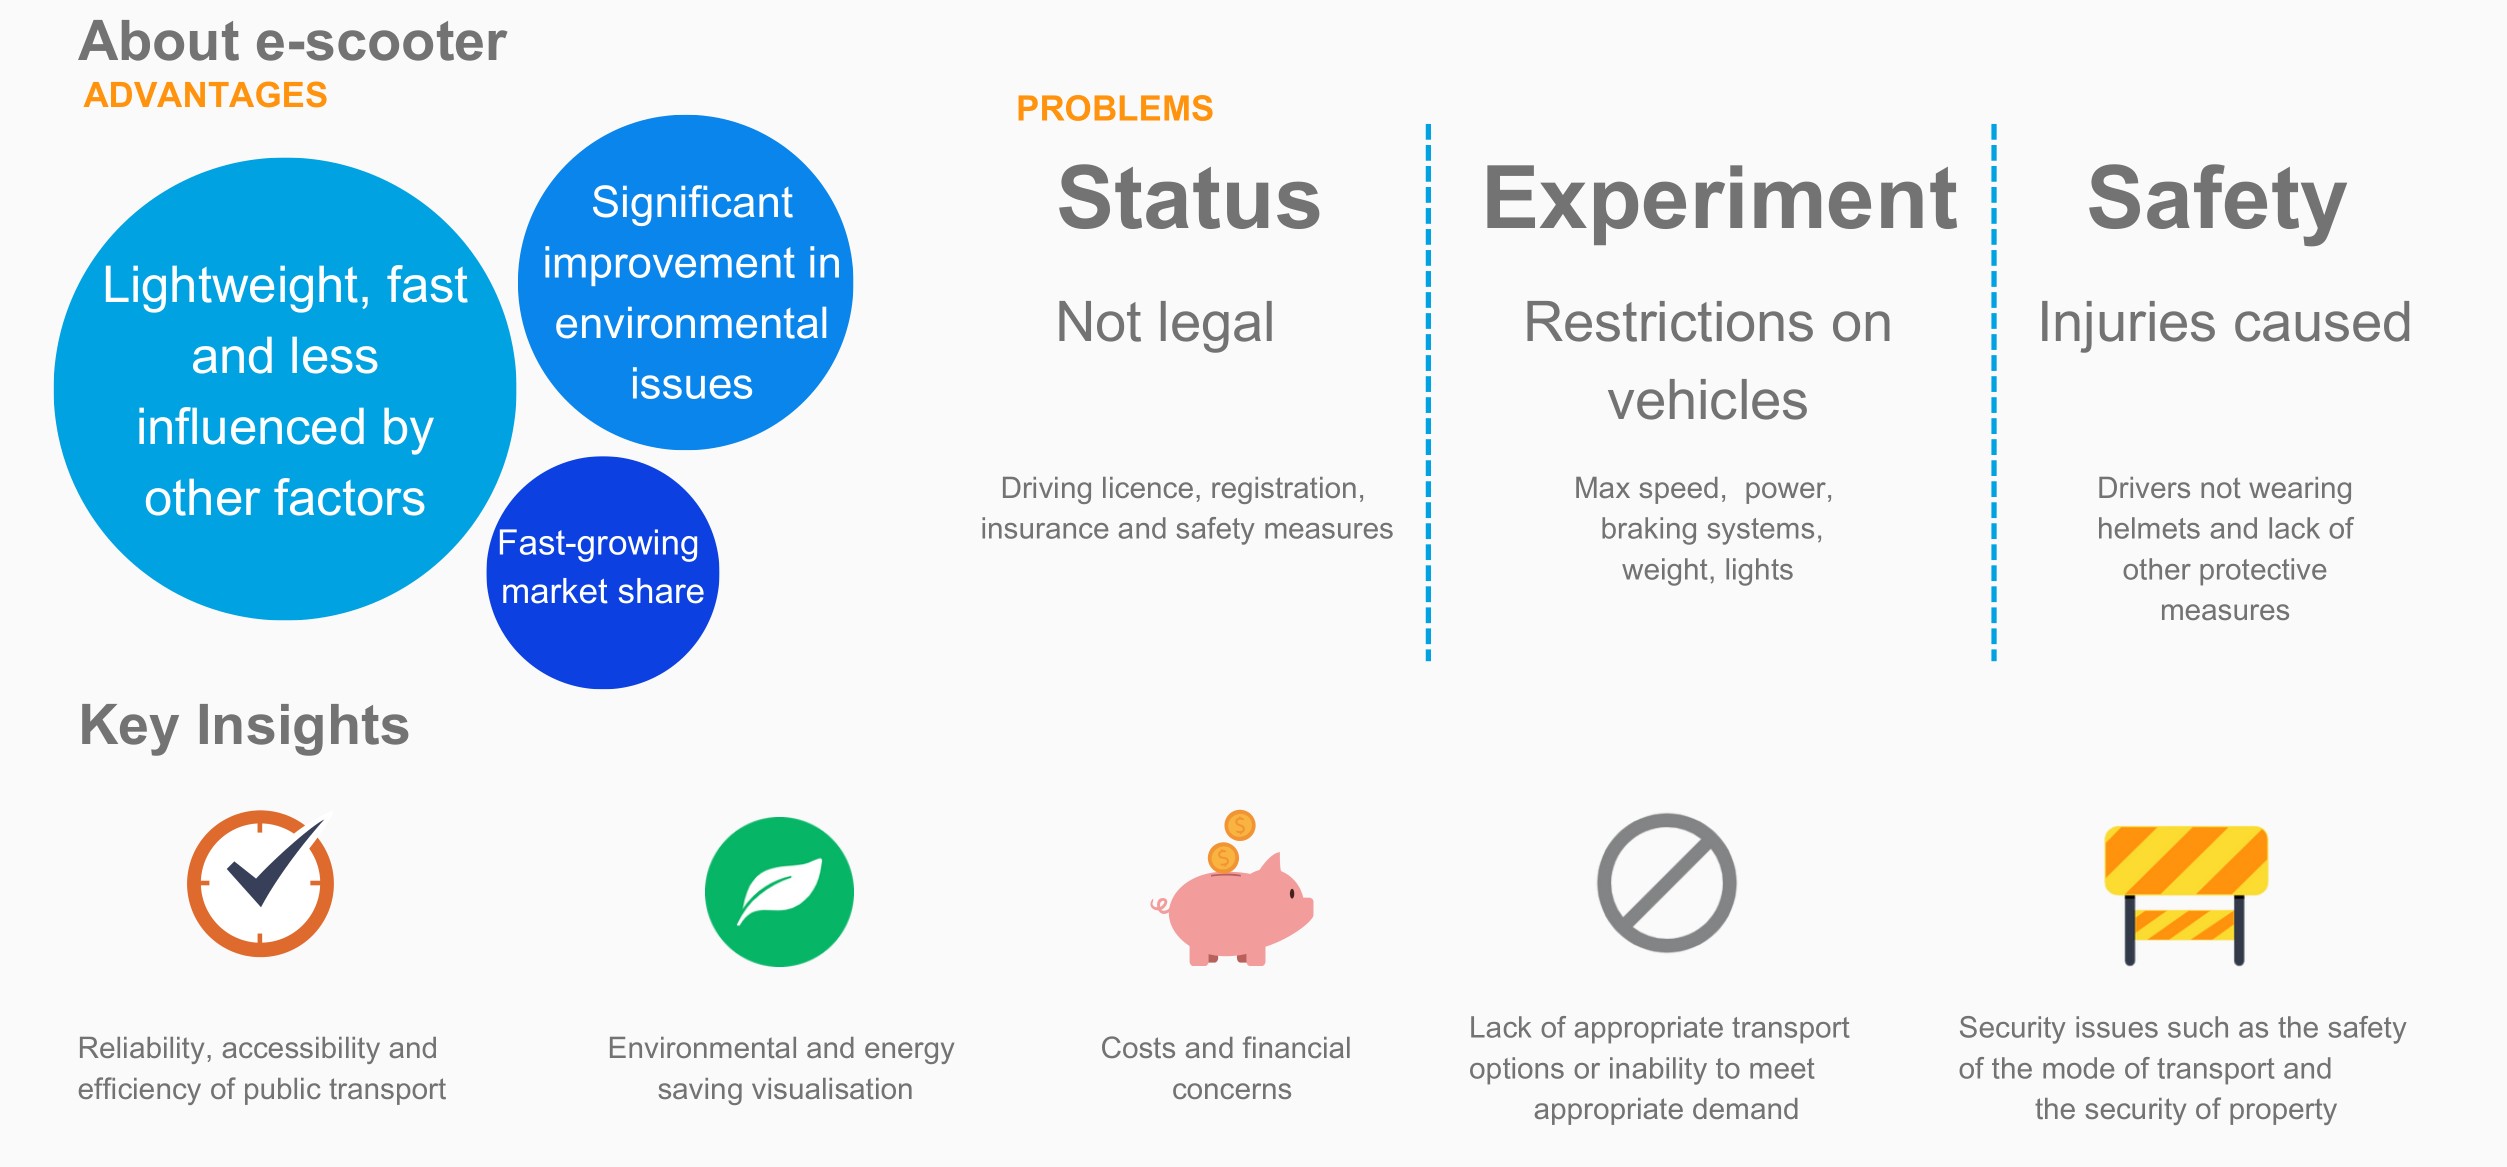 About e-scooter
ADVANTAGES
Lightweight, fast
and less
influenced by
other factors
Significant
improvement in
environmental
issues
Fast-growing
market share
PROBLEMS
Status
Not legal
Driving licence, registration,
insurance and safety measures
Experiment
Restrictions on
vehicles
Max speed,  power,
braking systems,
weight, lights
Safety
Injuries caused
Drivers not wearing
helmets and lack of
other protective
measures
Key Insights
Reliability, accessibility and
efficiency of public transport
Environmental and energy
saving visualisation
$
$
Costs and financial
concerns
Lack of appropriate transport
options or inability to meet
appropriate demand
Security issues such as the safety
of the mode of transport and
the security of property